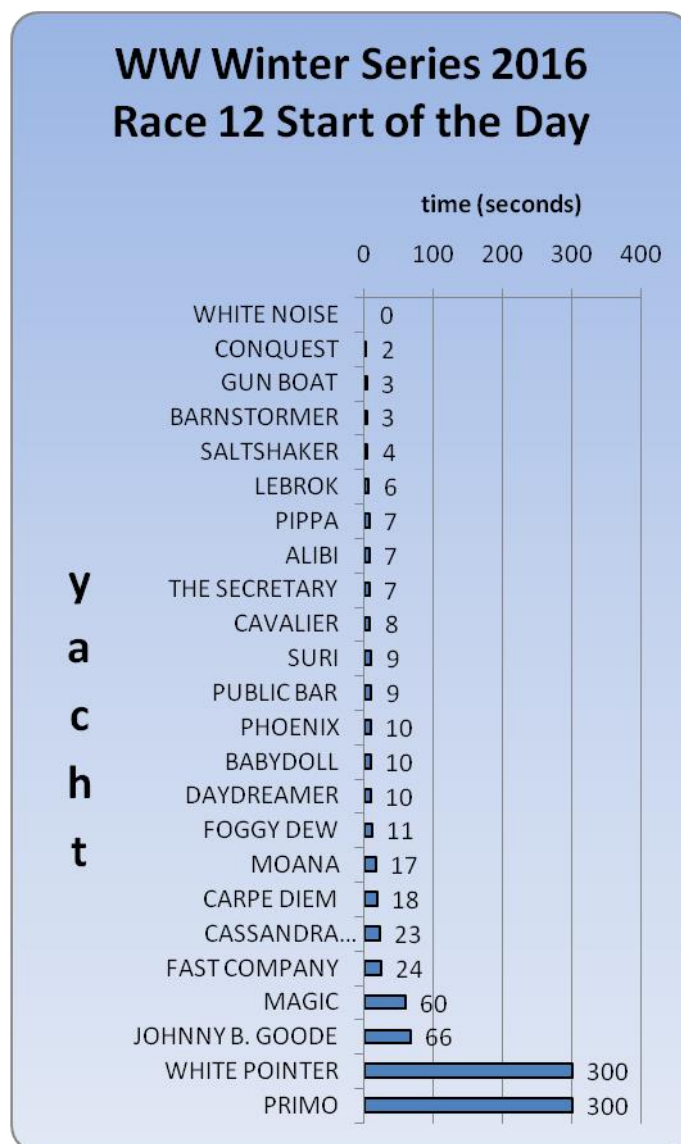 WW Winter Series 2016
Race 12 Start of the Day
time (seconds)
0 100 200 300 400
WHITE NOISE 0
CONQUEST 2
GUN BOAT 3
BARNSTORMER 3
SALTSHAKER 4
LEBROK 6
PIPPA 7
ALIBI 7
THE SECRETARY 7
CAVALIER 8
SURI 9
PUBLIC BAR 9
PHOENIX 10
BABYDOLL 10
DAYDREAMER 10
FOGGY DEW 11
MOANA 17
CARPE DIEM 18
CASSANDRA... 23
FAST COMPANY 24
MAGIC 60
JOHNNY B. GOODE 66
WHITE POINTER 300
PRIMO 300
yacht